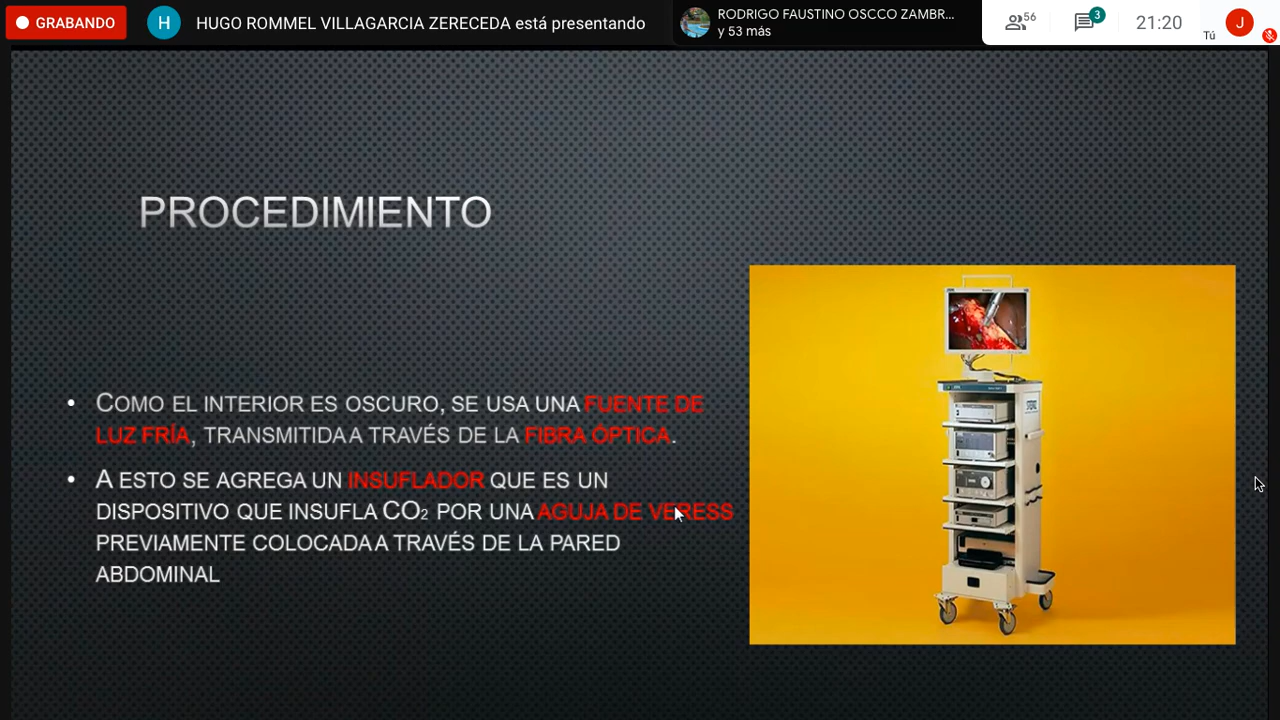 GRABANDO
H
HUGO ROMMEL VILLAGARCIA ZERECEDA está presentando
RODRIGO FAUSTINO OSCCO ZAMBR...
y 53 más
56
3
21:20
Tú
J
PROCEDIMIENTO
• COMO EL INTERIOR ES OSCURO, SE USA UNA FUENTE DE
LUZ FRÍA, TRANSMITIDA A TRAVÉS DE LA FIBRA ÓPTICA.
• A ESTO SE AGREGA UN INSUFLADOR QUE ES UN
DISPOSITIVO QUE INSUFLA CO₂ POR UNA AGUJA DE VERESS
PREVIAMENTE COLOCADA A TRAVÉS DE LA PARED
ABDOMINAL